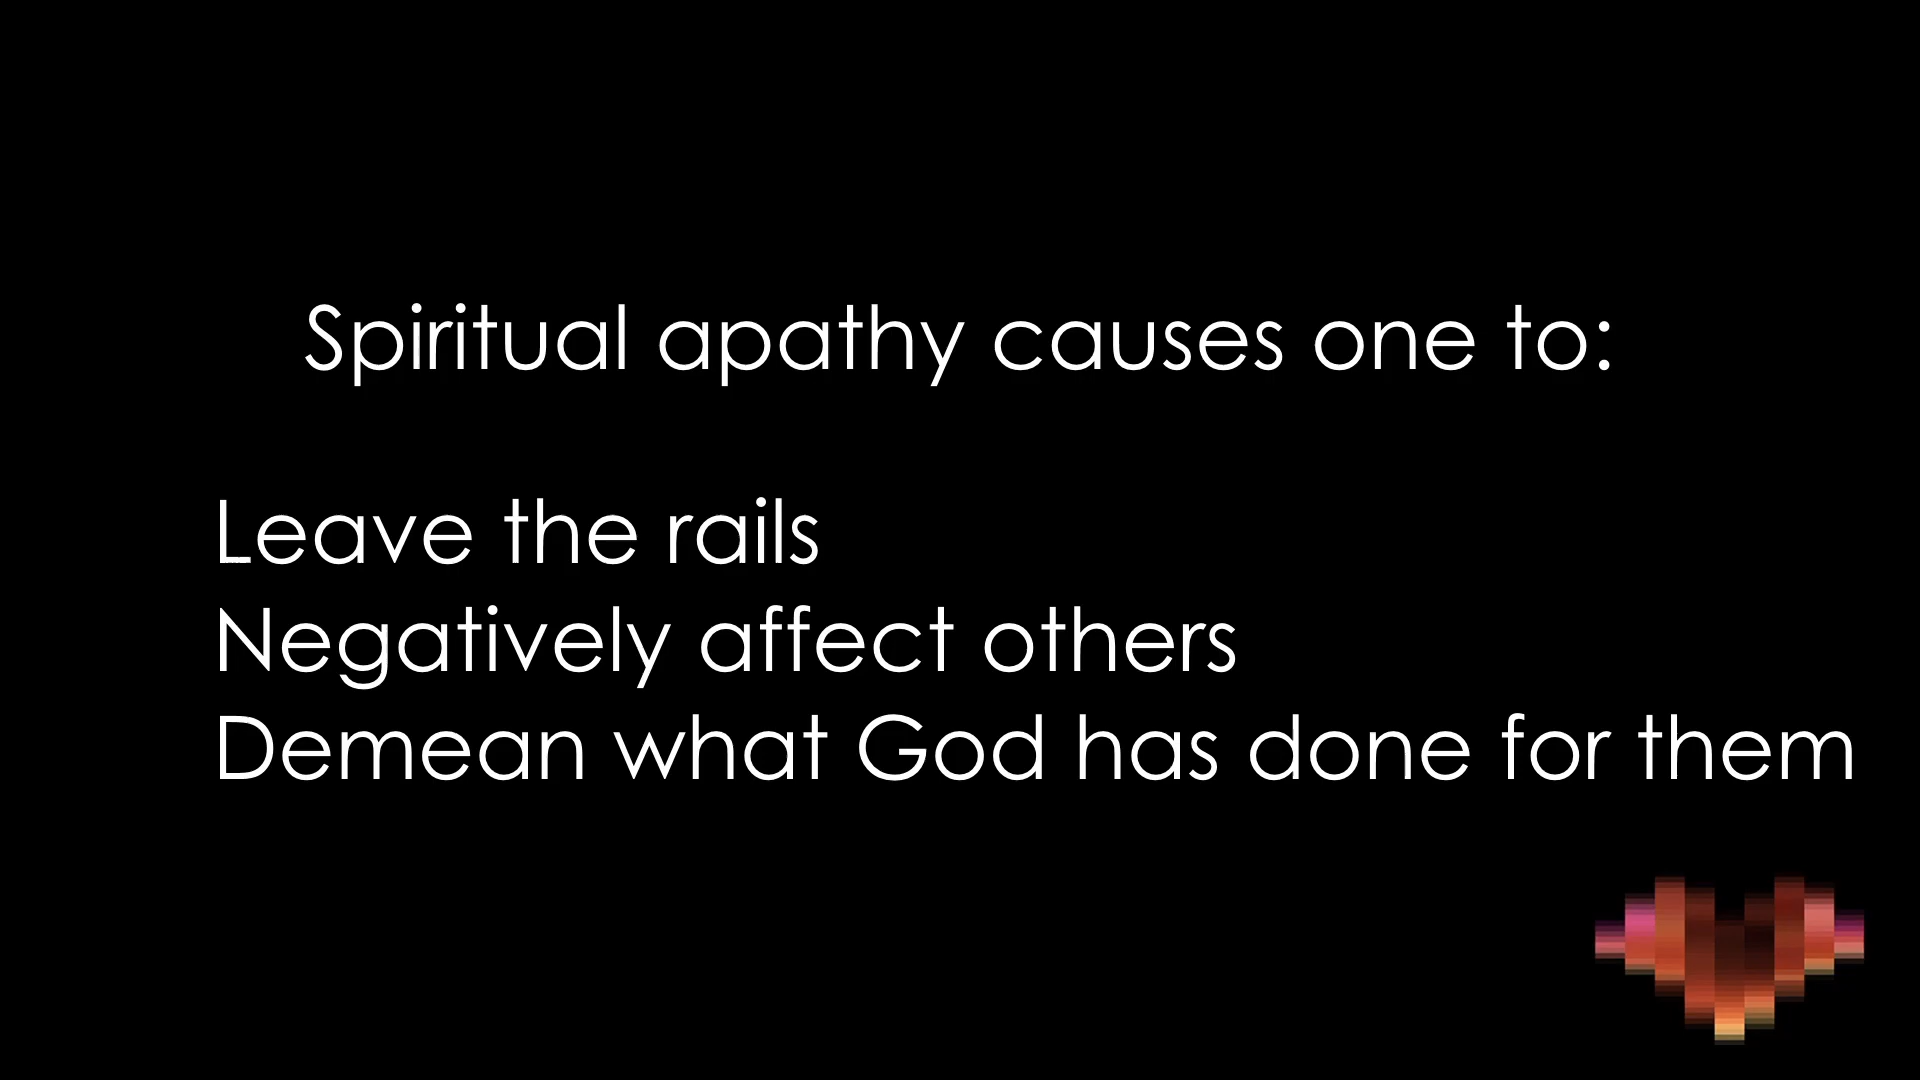 Spiritual apathy causes one to:
Leave the rails
Negatively affect others
Demean what God has done for them